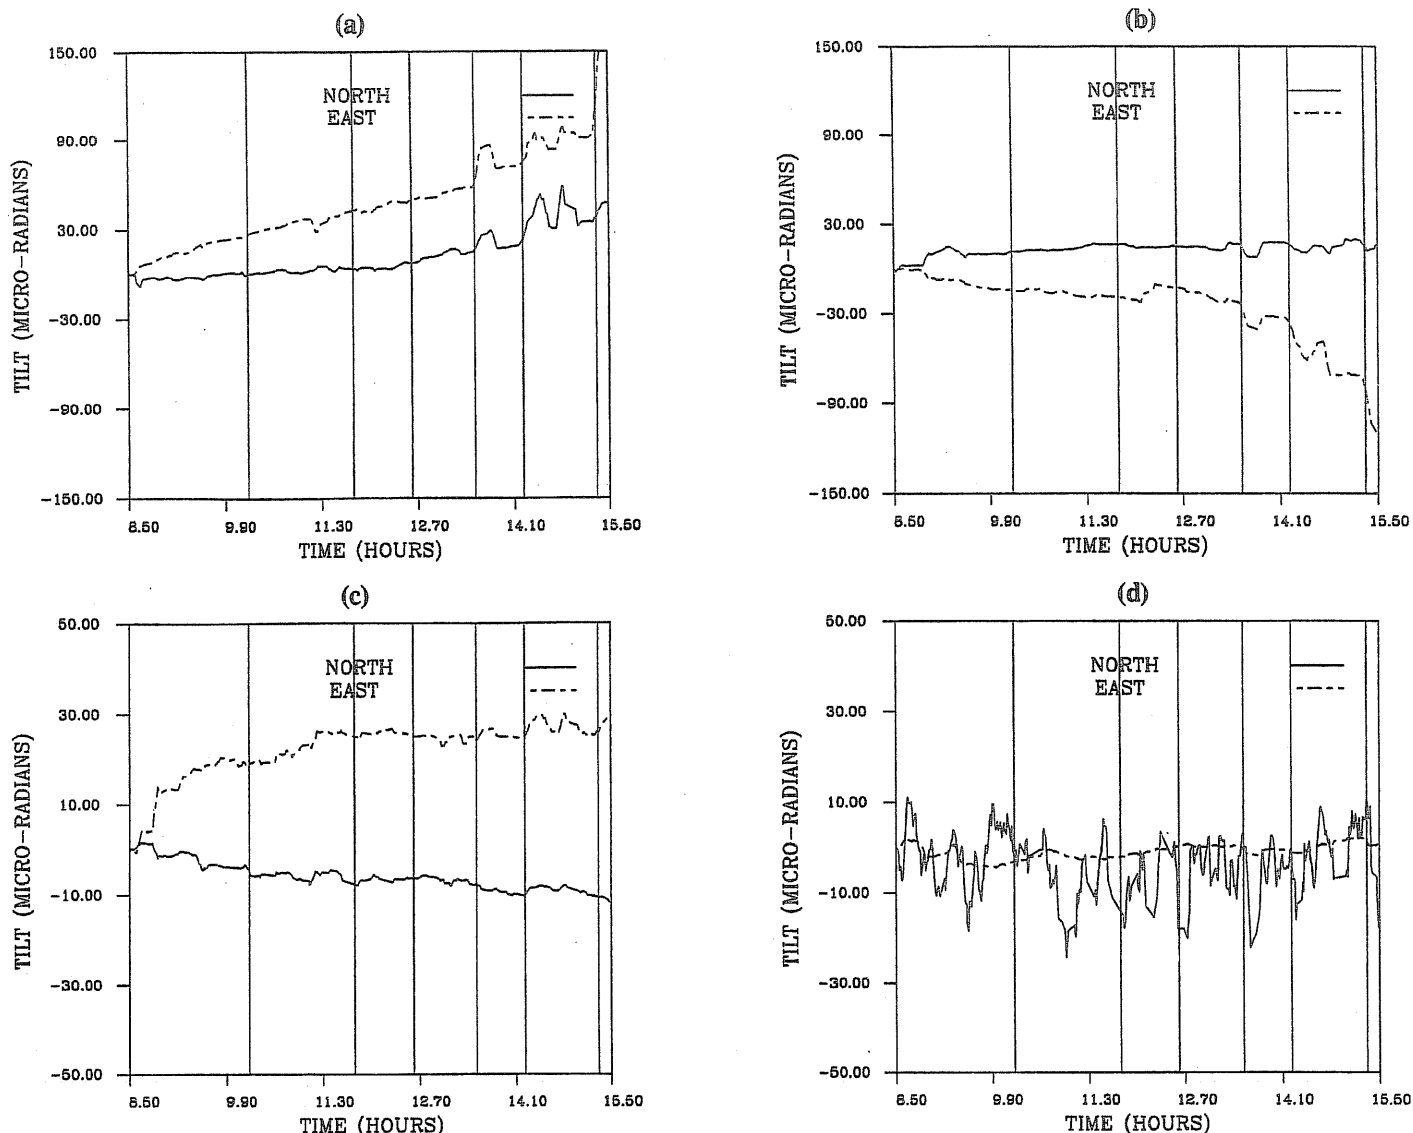 (a)
150.00
90.00
30.00
-30.00
-90.00
-150.00
TILT (MICRO-RADIANS)
NORTH
EAST
8.50 9.90 11.30 12.70 14.10 15.50
TIME (HOURS)
(b)
150.00
90.00
30.00
-30.00
-90.00
-150.00
TILT (MICRO-RADIANS)
NORTH
EAST
8.50 9.90 11.30 12.70 14.10 15.50
TIME (HOURS)
(c)
50.00
30.00
10.00
-10.00
-30.00
-50.00
TILT (MICRO-RADIANS)
NORTH
EAST
8.50 9.90 11.30 12.70 14.10 15.50
TIME (HOURS)
(d)
50.00
30.00
10.00
-10.00
-30.00
-50.00
TILT (MICRO-RADIANS)
NORTH
EAST
8.50 9.90 11.30 12.70 14.10 15.50
TIME (HOURS)